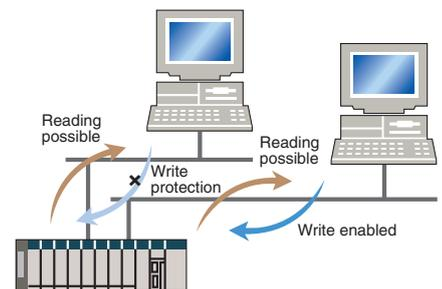 Reading
possible
Reading
possible
Write
protection
Write enabled